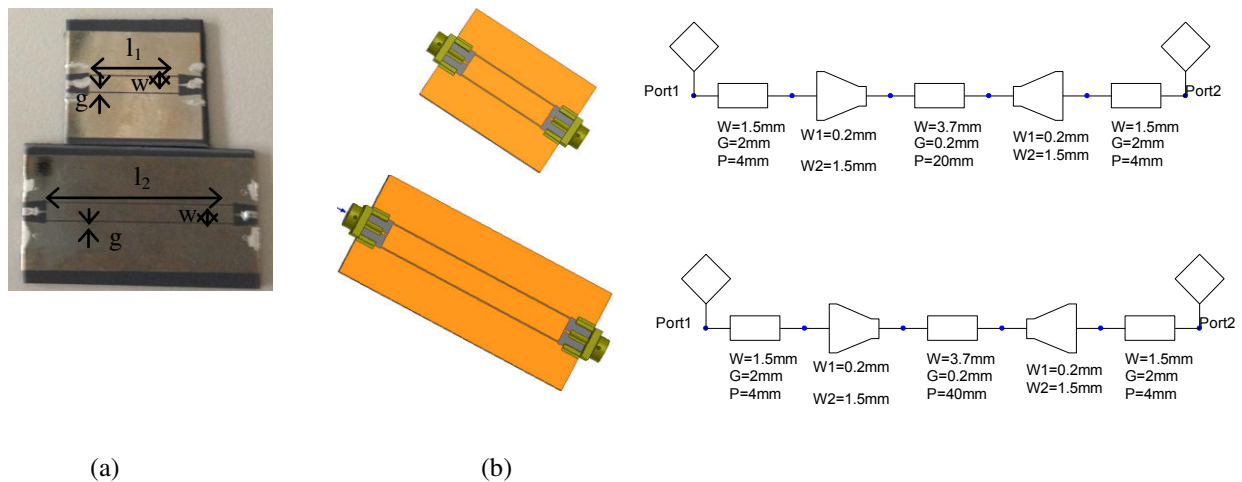 l1
w
g
l2
w
g
Port1
Port2
W=1.5mm
G=2mm
P=4mm
W1=0.2mm
W2=1.5mm
W=3.7mm
G=0.2mm
P=20mm
W1=0.2mm
W2=1.5mm
W=1.5mm
G=2mm
P=4mm
Port1
Port2
W=1.5mm
G=2mm
P=4mm
W1=0.2mm
W2=1.5mm
W=3.7mm
G=0.2mm
P=40mm
W1=0.2mm
W2=1.5mm
W=1.5mm
G=2mm
P=4mm
(a)
(b)